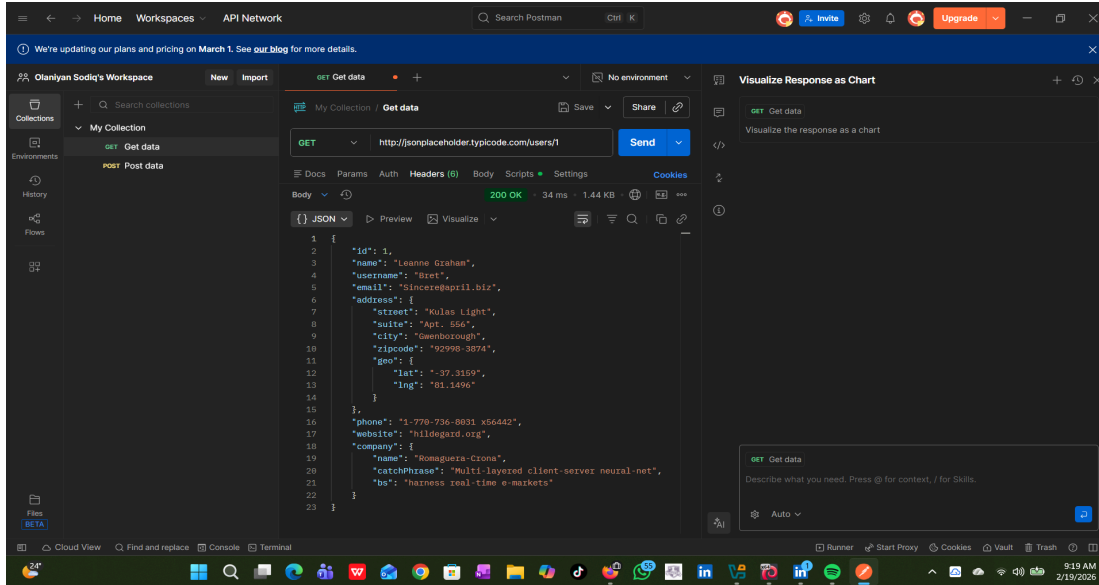 Home Workspaces API Network Search Postman Ctrl K Invite Upgrade
We're updating our plans and pricing on March 1. See our blog for more details.
Olaniyan Sodiq's Workspace New Import
Collections
Environments
History
Flows
Files
BETA
Search collections
My Collection
GET Get data
POST Post data
GET Get data No environment
HTTP My Collection / Get data Save Share
GET http://jsonplaceholder.typicode.com/users/1 Send
Docs Params Auth Headers (6) Body Scripts Settings Cookies
Body 200 OK 34 ms 1.44 KB
{} JSON Preview Visualize
1 {
2 "id": 1,
3 "name": "Leanne Graham",
4 "username": "Bret",
5 "email": "Sincere@april.biz",
6 "address": {
7 "street": "Kulas Light",
8 "suite": "Apt. 556",
9 "city": "Gwenborough",
10 "zipcode": "92998-3874",
11 "geo": {
12 "lat": "-37.3159",
13 "lng": "81.1496"
14 }
15 },
16 "phone": "1-770-736-8031 x56442",
17 "website": "hildegard.org",
18 "company": {
19 "name": "Romaguera-Crona",
20 "catchPhrase": "Multi-layered client-server neural-net",
21 "bs": "harness real-time e-markets"
22 }
23 }
Visualize Response as Chart
GET Get data
Visualize the response as a chart
GET Get data
Describe what you need. Press @ for context, / for Skills.
Auto
AI
Cloud View Find and replace Console Terminal Runner Start Proxy Cookies Vault Trash
24° 55 9:19 AM
2/19/2026